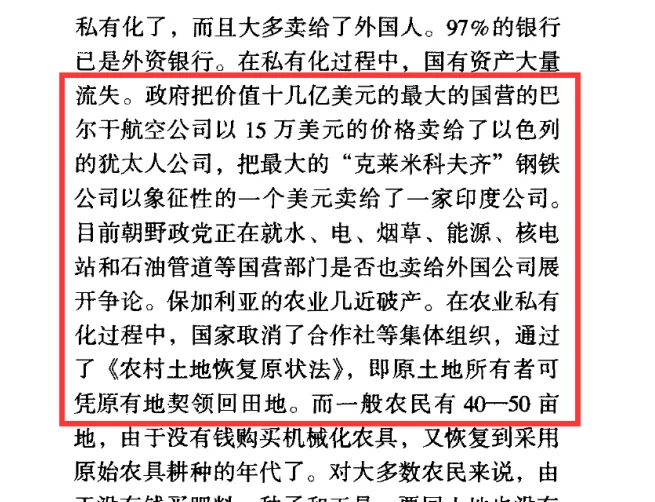 私有化了，而且大多卖给了外国人。97%的银行
已是外资银行。在私有化过程中，国有资产大量
流失。政府把价值十几亿美元的最大的国营的巴
尔干航空公司以 15 万美元的价格卖给了以色列
的犹太人公司，把最大的“克莱米科夫齐”钢铁
公司以象征性的一个美元卖给了一家印度公司。
目前朝野政党正在就水、电、烟草、能源、核电
站和石油管道等国营部门是否也卖给外国公司展
开争论。保加利亚的农业几近破产。在农业私有
化过程中，国家取消了合作社等集体组织，通过
了《农村土地恢复原状法》，即原土地所有者可
凭原有地契领回田地。而一般农民有 40—50 亩
地，由于没有钱购买机械化农具，又恢复到采用
原始农具耕种的年代了。对大多数农民来说，由